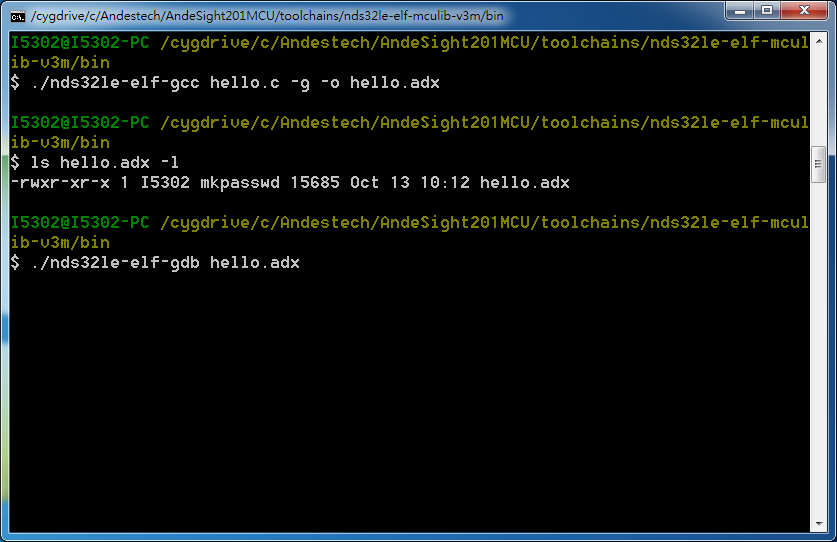 /cygdrive/c/Andestech/AndeSight201MCU/toolchains/nds32le-elf-mculib-v3m/bin
I5302@I5302-PC /cygdrive/c/Andestech/AndeSight201MCU/toolchains/nds32le-elf-mcul
ib-v3m/bin
$ ./nds32le-elf-gcc hello.c -g -o hello.adx
I5302@I5302-PC /cygdrive/c/Andestech/AndeSight201MCU/toolchains/nds32le-elf-mcul
ib-v3m/bin
$ ls hello.adx -l
-rwxr-xr-x 1 I5302 mkpasswd 15685 Oct 13 10:12 hello.adx
I5302@I5302-PC /cygdrive/c/Andestech/AndeSight201MCU/toolchains/nds32le-elf-mcul
ib-v3m/bin
$ ./nds32le-elf-gdb hello.adx